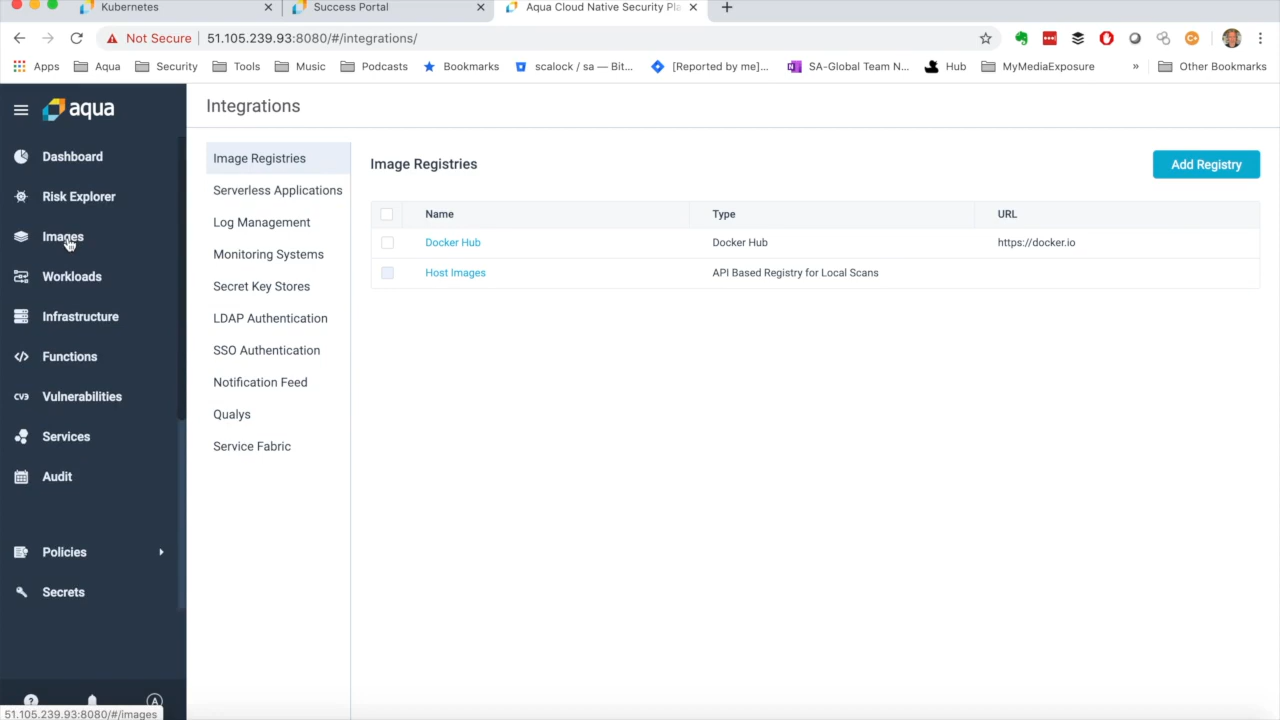 Kubernetes
Success Portal
Aqua Cloud Native Security Pla
Not Secure
51.105.239.93:8080/#/integrations/
Apps
Aqua
Security
Tools
Music
Podcasts
Bookmarks
scalock / sa — Bit...
[Reported by me]...
SA-Global Team N...
Hub
MyMediaExposure
»
Other Bookmarks
aqua
Integrations
Dashboard
Risk Explorer
Images
Workloads
Infrastructure
Functions
CVE Vulnerabilities
Services
Audit
Policies
Secrets
A
51.105.239.93:8080/#/images
Image Registries
Serverless Applications
Log Management
Monitoring Systems
Secret Key Stores
LDAP Authentication
SSO Authentication
Notification Feed
Qualys
Service Fabric
Image Registries
Add Registry
Name Type URL
Docker Hub Docker Hub https://docker.io
Host Images API Based Registry for Local Scans